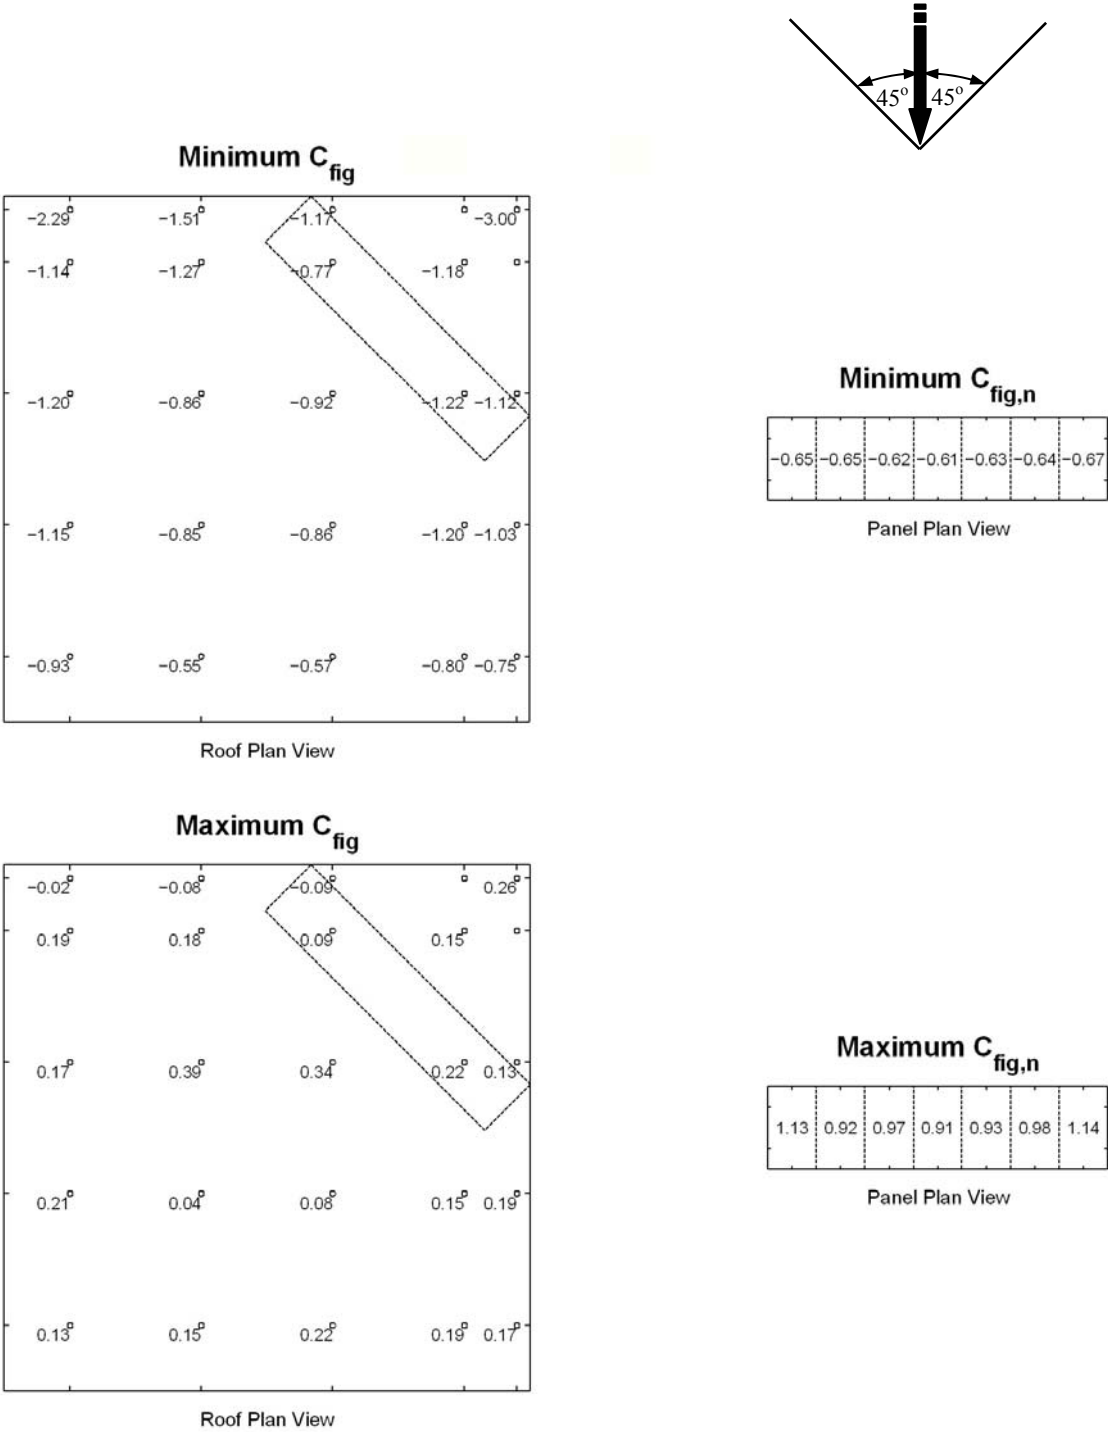 45° 45°
Minimum C_fig
−2.29 −1.51 −1.17 −3.00
−1.14 −1.27 −0.77 −1.18
−1.20 −0.86 −0.92 −1.22 −1.12
−1.15 −0.85 −0.86 −1.20 −1.03
−0.93 −0.55 −0.57 −0.80 −0.75
Roof Plan View
Minimum C_fig,n
−0.65 −0.65 −0.62 −0.61 −0.63 −0.64 −0.67
Panel Plan View
Maximum C_fig
−0.02 −0.08 −0.09 0.26
0.19 0.18 0.09 0.15
0.17 0.39 0.34 0.22 0.13
0.21 0.04 0.08 0.15 0.19
0.13 0.15 0.22 0.19 0.17
Roof Plan View
Maximum C_fig,n
1.13 0.92 0.97 0.91 0.93 0.98 1.14
Panel Plan View